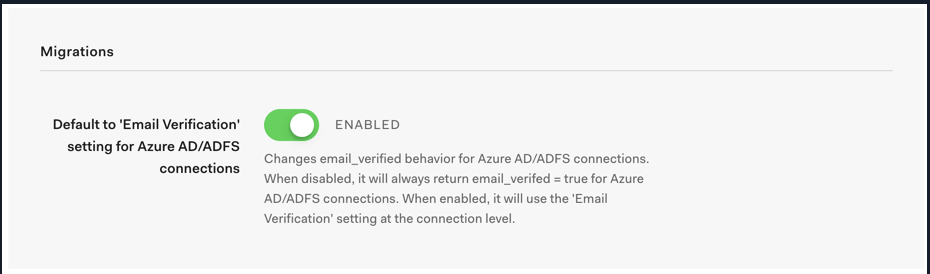 Migrations
Default to 'Email Verification'
setting for Azure AD/ADFS
connections
ENABLED
Changes email_verified behavior for Azure AD/ADFS connections.
When disabled, it will always return email_verifed = true for Azure
AD/ADFS connections. When enabled, it will use the 'Email
Verification' setting at the connection level.